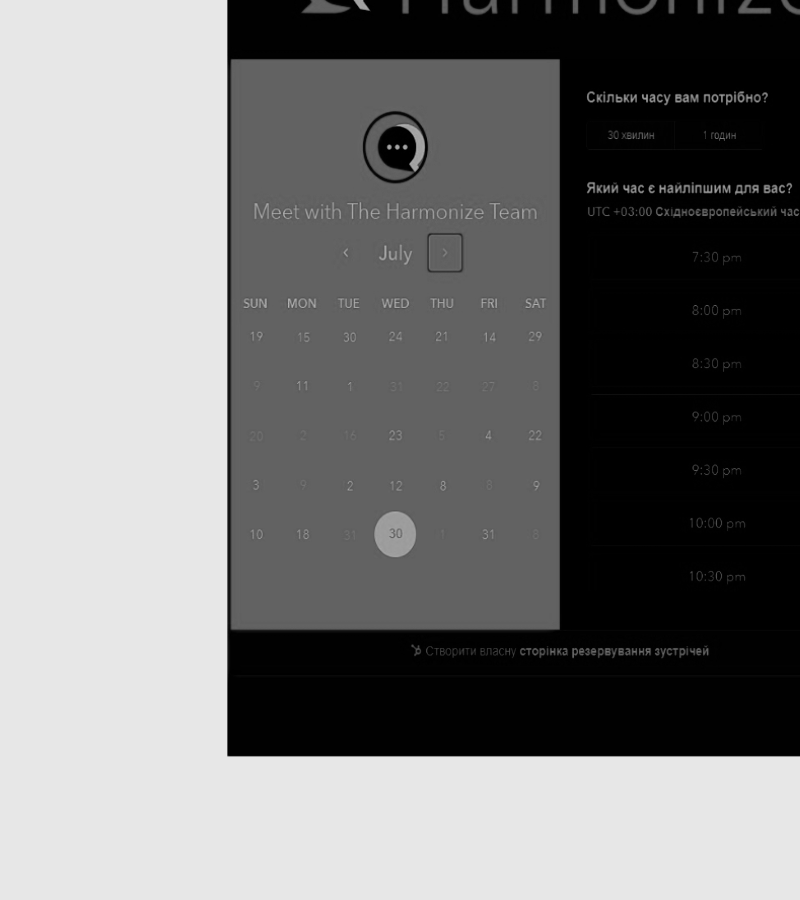 Harmonize
Meet with The Harmonize Team
July
SUN MON TUE WED THU FRI SAT
19 15 30 24 21 14 29
9 11 1 31 22 27 8
20 2 16 23 5 4 22
3 9 2 12 8 8 9
10 18 31 30 1 31 8
Скільки часу вам потрібно?
30 хвилин 1 годин
Який час є найліпшим для вас?
UTC +03:00 Східноєвропейський час
7:30 pm
8:00 pm
8:30 pm
9:00 pm
9:30 pm
10:00 pm
10:30 pm
Створити власну сторінка резервування зустрічей